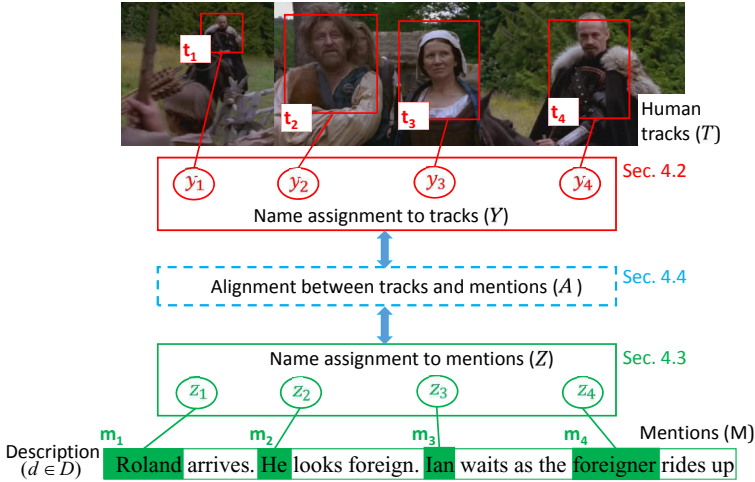 t1
t2
t3
t4
Human
tracks (T)
y1
y2
y3
y4
Sec. 4.2
Name assignment to tracks (Y)
Alignment between tracks and mentions (A)
Sec. 4.4
Name assignment to mentions (Z)
Sec. 4.3
z1
z2
z3
z4
m1
m2
m3
m4
Mentions (M)
Description
(d ∈ D)
Roland arrives. He looks foreign. Ian waits as the foreigner rides up